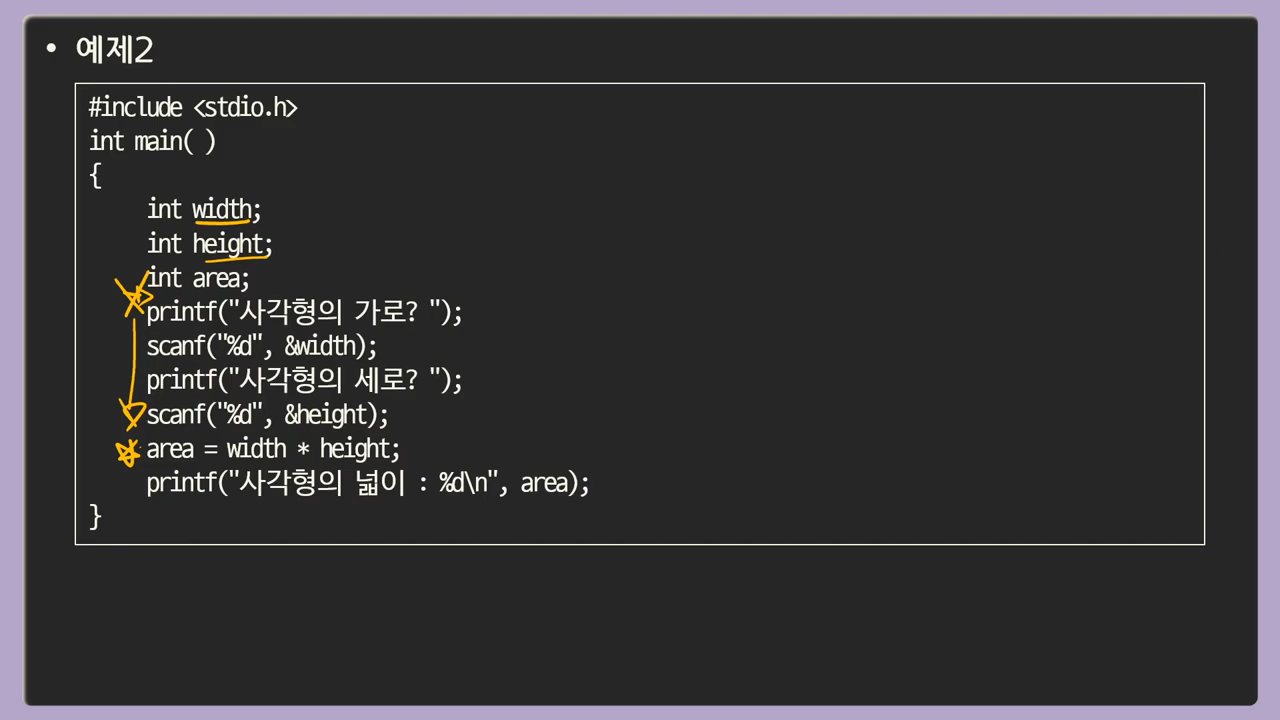 • 예제2
#include <stdio.h>
int main( )
{
int width;
int height;
int area;
printf("사각형의 가로? ");
scanf("%d", &width);
printf("사각형의 세로? ");
scanf("%d", &height);
area = width * height;
printf("사각형의 넓이 : %d\n", area);
}